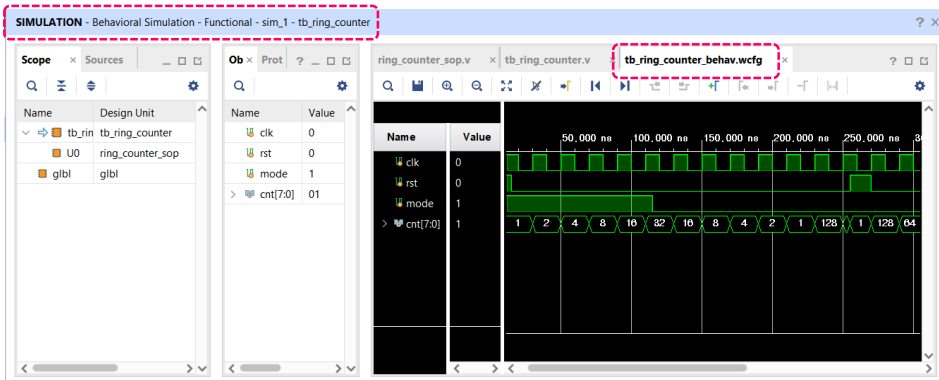 SIMULATION - Behavioral Simulation - Functional - sim_1 - tb_ring_counter
Scope Sources
Name Design Unit
tb_rin tb_ring_counter
U0 ring_counter_sop
glbl glbl
Ob Prot
Name Value
clk 0
rst 0
mode 1
cnt[7:0] 01
ring_counter_sop.v tb_ring_counter.v tb_ring_counter_behav.wcfg
Name Value
50.000 ns 100.000 ns 150.000 ns 200.000 ns 250.000 ns
clk 0
rst 0
mode 1
cnt[7:0] 1
1 2 4 8 16 32 16 8 4 2 1 128 1 128 64